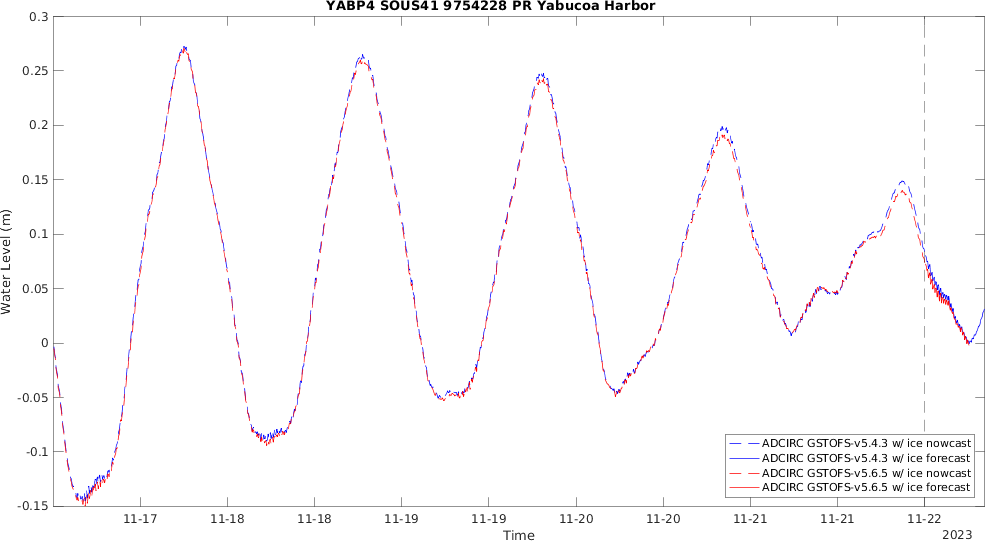 YABP4 SOUS41 9754228 PR Yabucoa Harbor
0.3
0.25
0.2
0.15
0.1
0.05
0
-0.05
-0.1
-0.15
Water Level (m)
ADCIRC GSTOFS-v5.4.3 w/ ice nowcast
ADCIRC GSTOFS-v5.4.3 w/ ice forecast
ADCIRC GSTOFS-v5.6.5 w/ ice nowcast
ADCIRC GSTOFS-v5.6.5 w/ ice forecast
11-17 11-18 11-18 11-19 11-19 11-20 11-20 11-21 11-21 11-22
Time
2023